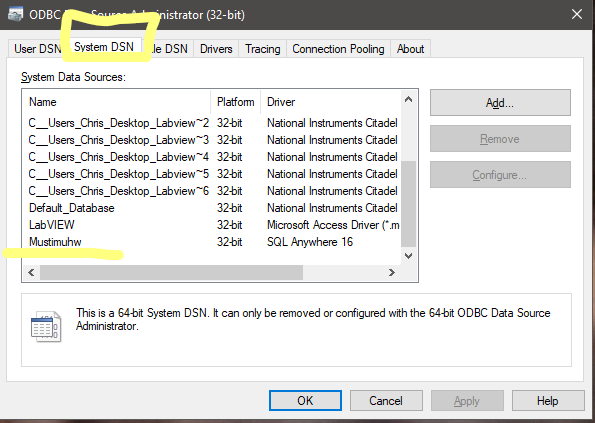 ODBC Source Administrator (32-bit)
User DSN System DSN le DSN Drivers Tracing Connection Pooling About
System Data Sources:
Name Platform Driver
C__Users_Chris_Desktop_Labview~2 32-bit National Instruments Citadel
C__Users_Chris_Desktop_Labview~3 32-bit National Instruments Citadel
C__Users_Chris_Desktop_Labview~4 32-bit National Instruments Citadel
C__Users_Chris_Desktop_Labview~5 32-bit National Instruments Citadel
C__Users_Chris_Desktop_Labview~6 32-bit National Instruments Citadel
Default_Database 32-bit National Instruments Citadel
LabVIEW 32-bit Microsoft Access Driver (*.m
Mustimuhw 32-bit SQL Anywhere 16
Add...
Remove
Configure...
This is a 64-bit System DSN. It can only be removed or configured with the 64-bit ODBC Data Source
Administrator.
OK Cancel Apply Help